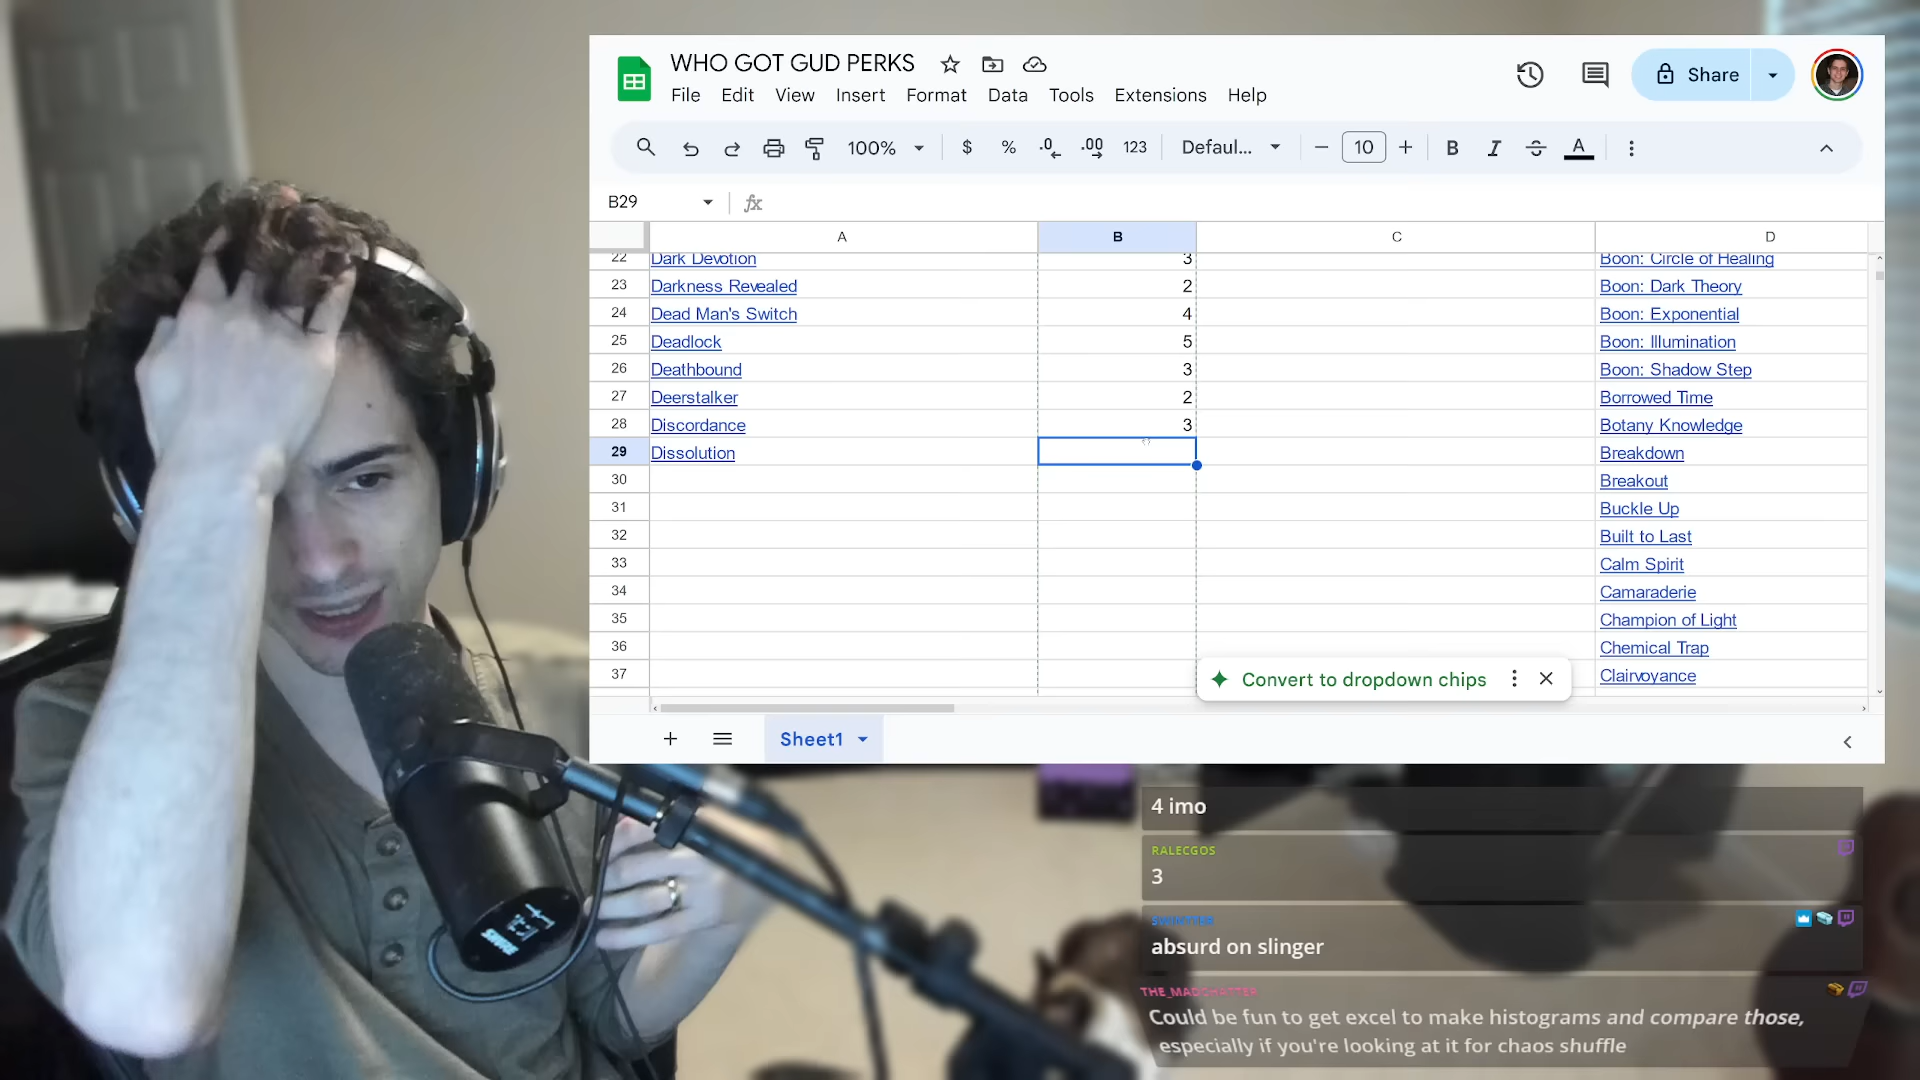 WHO GOT GUD PERKS
File Edit View Insert Format Data Tools Extensions Help
Share
100% $ % .0 .00 123 Defaul... 10 B I S A
B29 fx
A B C D
22 Dark Devotion 3 Boon: Circle of Healing
23 Darkness Revealed 2 Boon: Dark Theory
24 Dead Man's Switch 4 Boon: Exponential
25 Deadlock 5 Boon: Illumination
26 Deathbound 3 Boon: Shadow Step
27 Deerstalker 2 Borrowed Time
28 Discordance 3 Botany Knowledge
29 Dissolution Breakdown
30 Breakout
31 Buckle Up
32 Built to Last
33 Calm Spirit
34 Camaraderie
35 Champion of Light
36 Chemical Trap
37 Clairvoyance
Convert to dropdown chips
Sheet1
4 imo
RALECGOS
3
absurd on slinger
THE_MADCHATTER
Could be fun to get excel to make histograms and compare those,
especially if you're looking at it for chaos shuffle